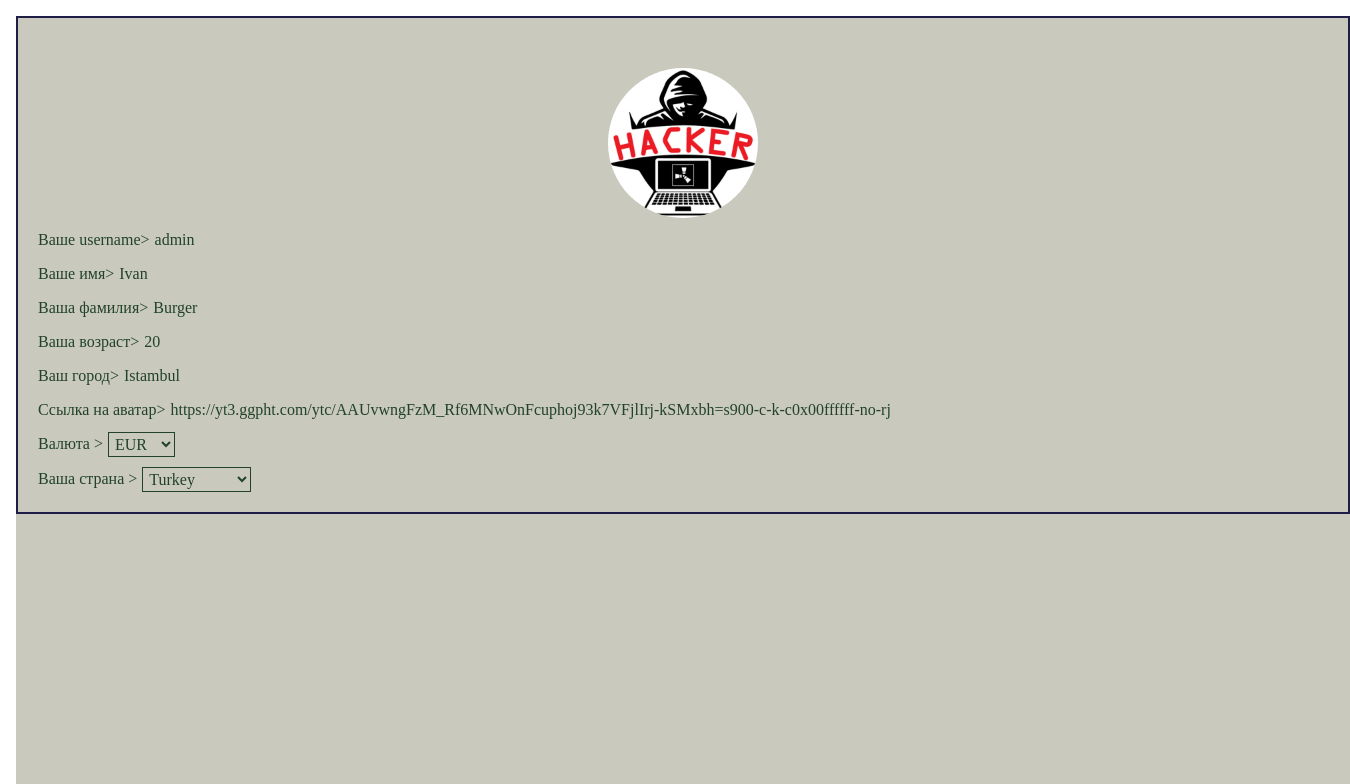 HACKER
Ваше username> admin
Ваше имя> Ivan
Ваша фамилия> Burger
Ваша возраст> 20
Ваш город> Istambul
Ссылка на аватар> https://yt3.ggpht.com/ytc/AAUvwngFzM_Rf6MNwOnFcuphoj93k7VFjlIrj-kSMxbh=s900-c-k-c0x00ffffff-no-rj
Валюта > EUR
Ваша страна > Turkey